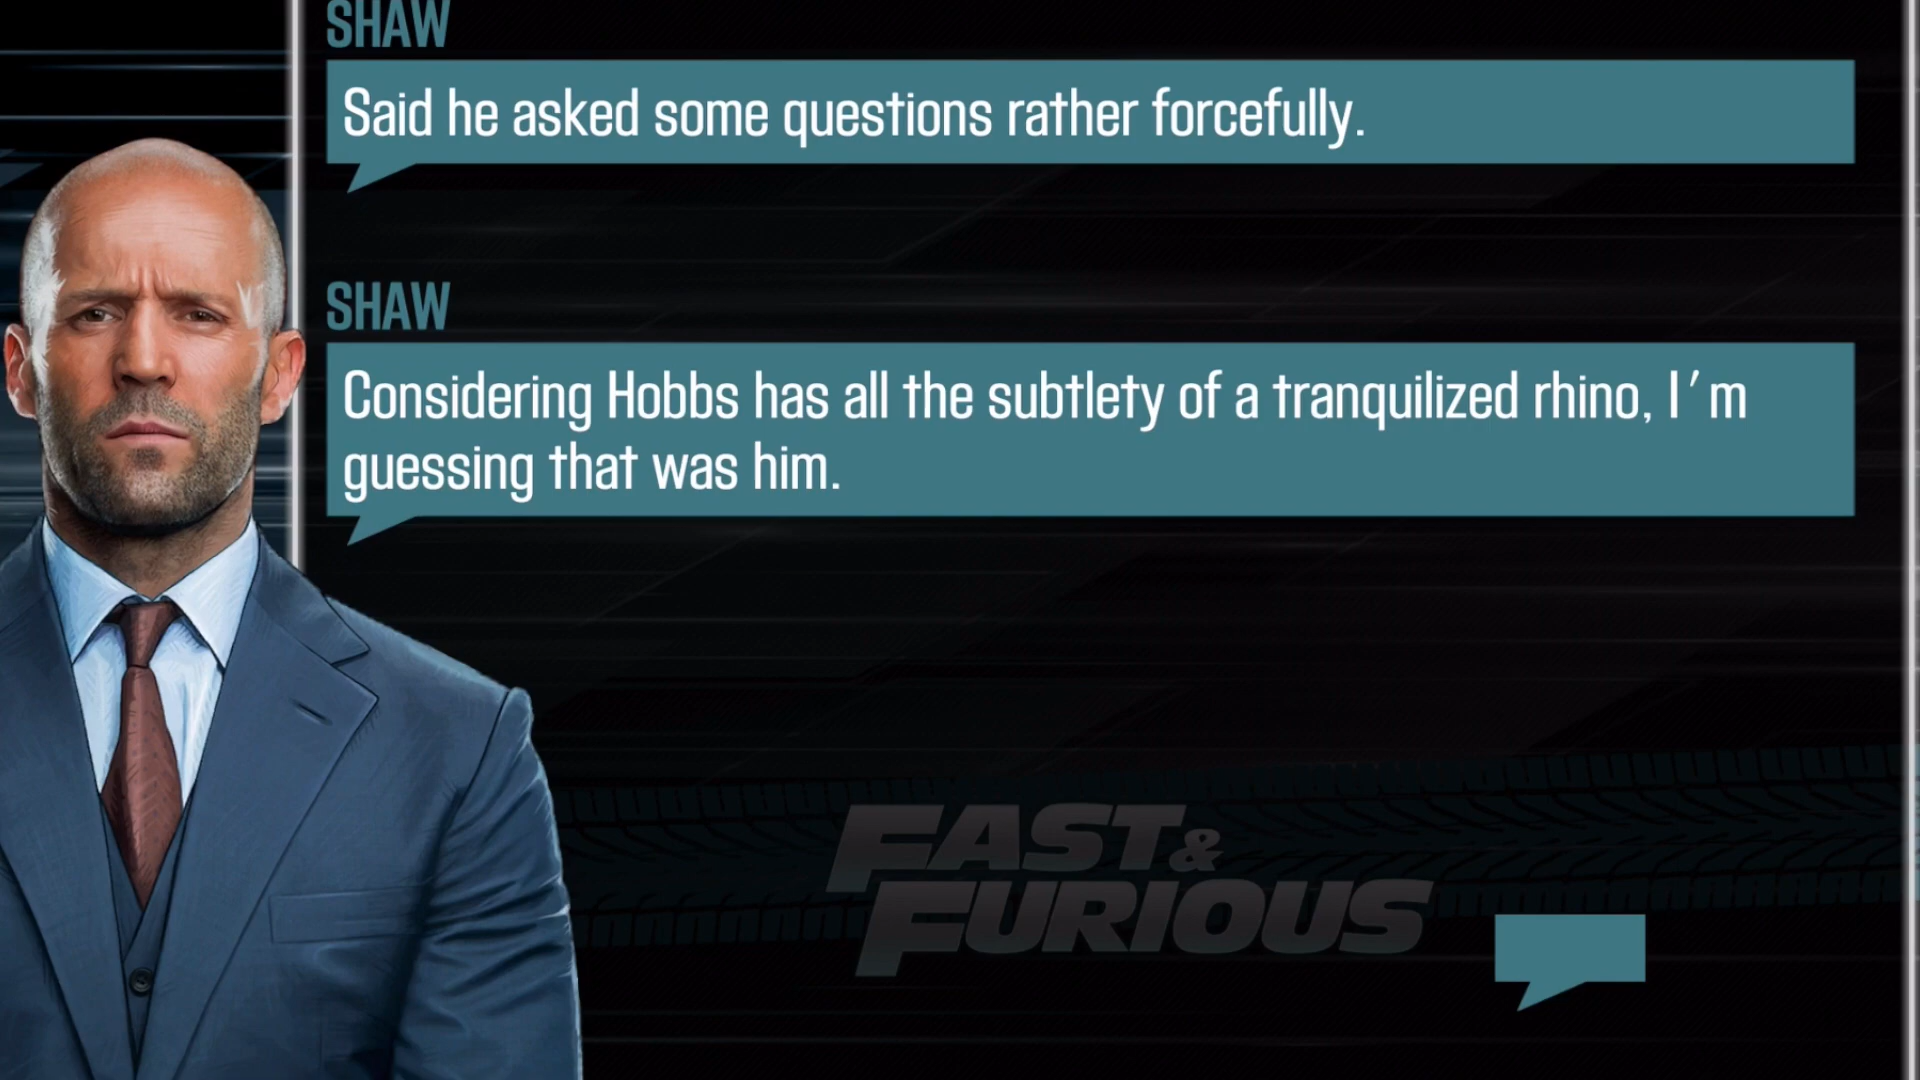 SHAW
Said he asked some questions rather forcefully.
SHAW
Considering Hobbs has all the subtlety of a tranquilized rhino, I'm
guessing that was him.
FAST &
FURIOUS